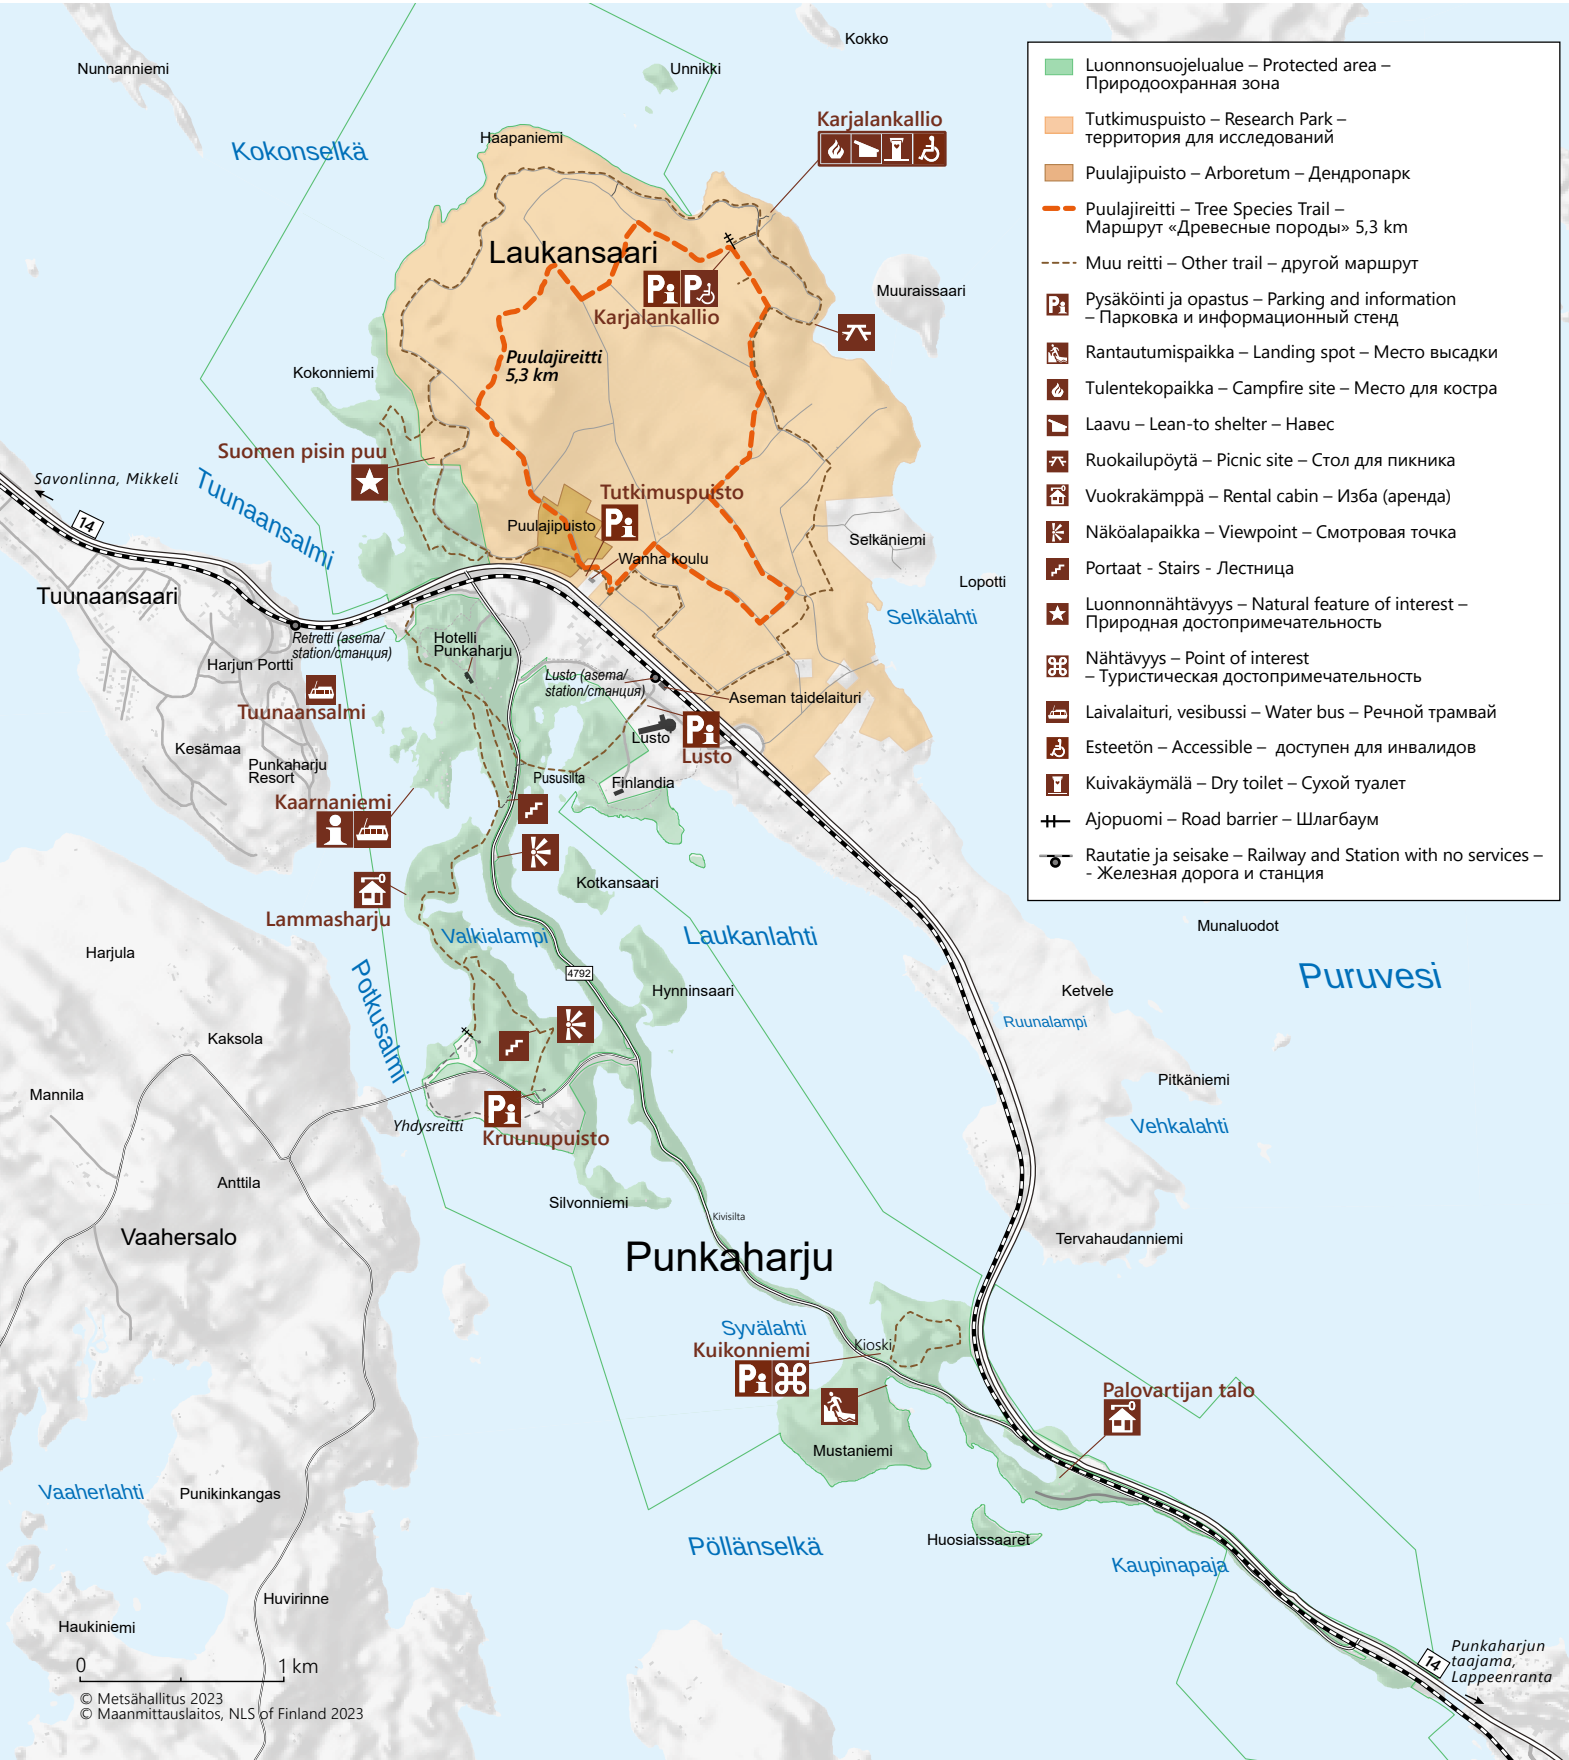 Kokko
Nunnanniemi
Unnikki
Karjalankallio
Haapaniemi
Kokonselkä
Laukansaari
Muuraissaari
Karjalankallio
Puulajireitti
5,3 km
Kokonniemi
Suomen pisin puu
Savonlinna, Mikkeli
14
Tuunaansalmi
Tutkimuspuisto
Puulajipuisto
Wanha koulu
Selkäniemi
Lopotti
Selkälahti
Tuunaansaari
Retretti (asema/
station/станция)
Hotelli
Punkaharju
Harjun Portti
Lusto (asema/
station/станция)
Aseman taidelaituri
Tuunaansalmi
Kesämaa
Punkaharju
Resort
Lusto
Lusto
Pususilta
Finlandia
Kaarnaniemi
Kotkansaari
Lammasharju
Valkialampi
Laukanlahti
Munaluodot
Harjula
Potkusalmi
4792
Puruvesi
Hynninsaari
Ketvele
Ruunalampi
Kaksola
Mannila
Pitkäniemi
Vehkalahti
Yhdysreitti
Kruunupuisto
Anttila
Silvonniemi
Kivisilta
Vaahersalo
Punkaharju
Tervahaudanniemi
Syvälahti
Kuikonniemi
Kioski
Palovartijan talo
Mustaniemi
Vaaherlahti
Punikinkangas
Pöllänselkä
Huosiaissaaret
Kaupinapaja
Huvirinne
Haukiniemi
14
Punkaharjun
taajama,
Lappeenranta
0 1 km
© Metsähallitus 2023
© Maanmittauslaitos, NLS of Finland 2023
Luonnonsuojelualue – Protected area –
Природоохранная зона
Tutkimuspuisto – Research Park –
территория для исследований
Puulajipuisto – Arboretum – Дендропарк
Puulajireitti – Tree Species Trail –
Маршрут «Древесные породы» 5,3 km
Muu reitti – Other trail – другой маршрут
Pysäköinti ja opastus – Parking and information
– Парковка и информационный стенд
Rantautumispaikka – Landing spot – Место высадки
Tulentekopaikka – Campfire site – Место для костра
Laavu – Lean-to shelter – Навес
Ruokailupöytä – Picnic site – Стол для пикника
Vuokrakämppä – Rental cabin – Изба (аренда)
Näköalapaikka – Viewpoint – Смотровая точка
Portaat - Stairs - Лестница
Luonnonnähtävyys – Natural feature of interest –
Природная достопримечательность
Nähtävyys – Point of interest
– Туристическая достопримечательность
Laivalaituri, vesibussi – Water bus – Речной трамвай
Esteetön – Accessible – доступен для инвалидов
Kuivakäymälä – Dry toilet – Сухой туалет
Ajopuomi – Road barrier – Шлагбаум
Rautatie ja seisake – Railway and Station with no services –
- Железная дорога и станция